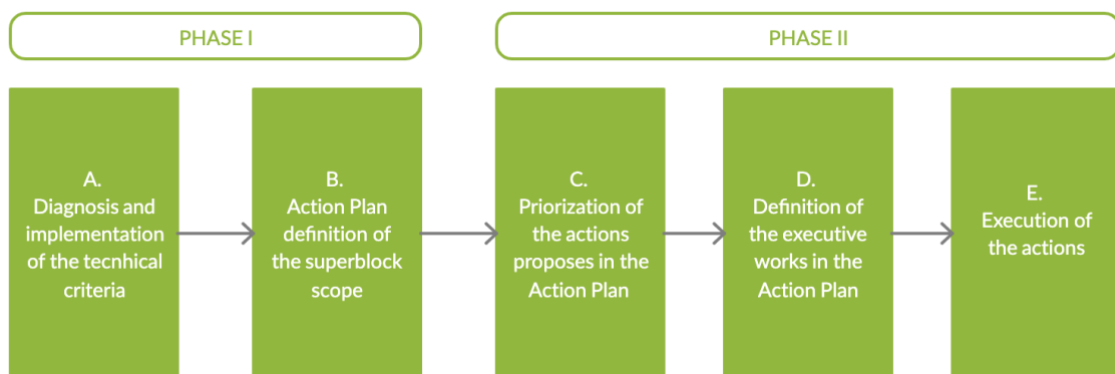 PHASE I
PHASE II
A.
Diagnosis and
implementation
of the tecnhical
criteria
B.
Action Plan
definition of
the superblock
scope
C.
Priorization of
the actions
proposes in the
Action Plan
D.
Definition of
the executive
works in the
Action Plan
E.
Execution of
the actions